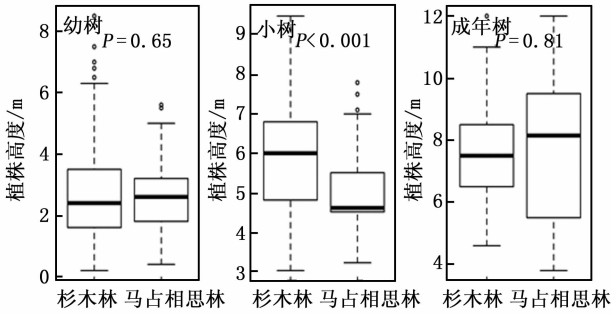 幼树
P=0.65
植株高度/m
8
6
4
2
0
杉木林 马占相思林
小树
P<0.001
植株高度/m
9
8
7
6
5
4
3
杉木林 马占相思林
成年树
P=0.81
植株高度/m
12
10
8
6
4
杉木林 马占相思林